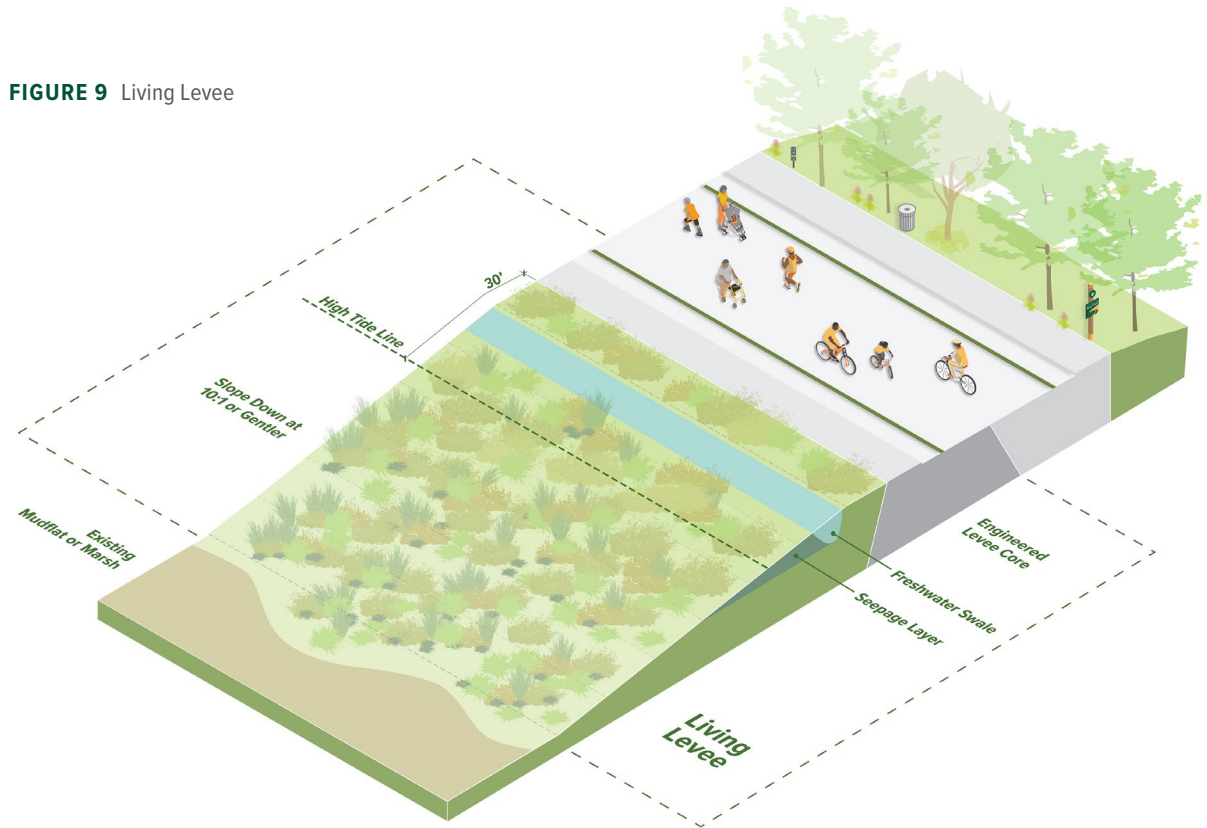 FIGURE 9 Living Levee
30'
High Tide Line
Slope Down at
10:1 or Gentler
Existing
Mudflat or Marsh
Engineered
Levee Core
Freshwater Swale
Seepage Layer
Living
Levee